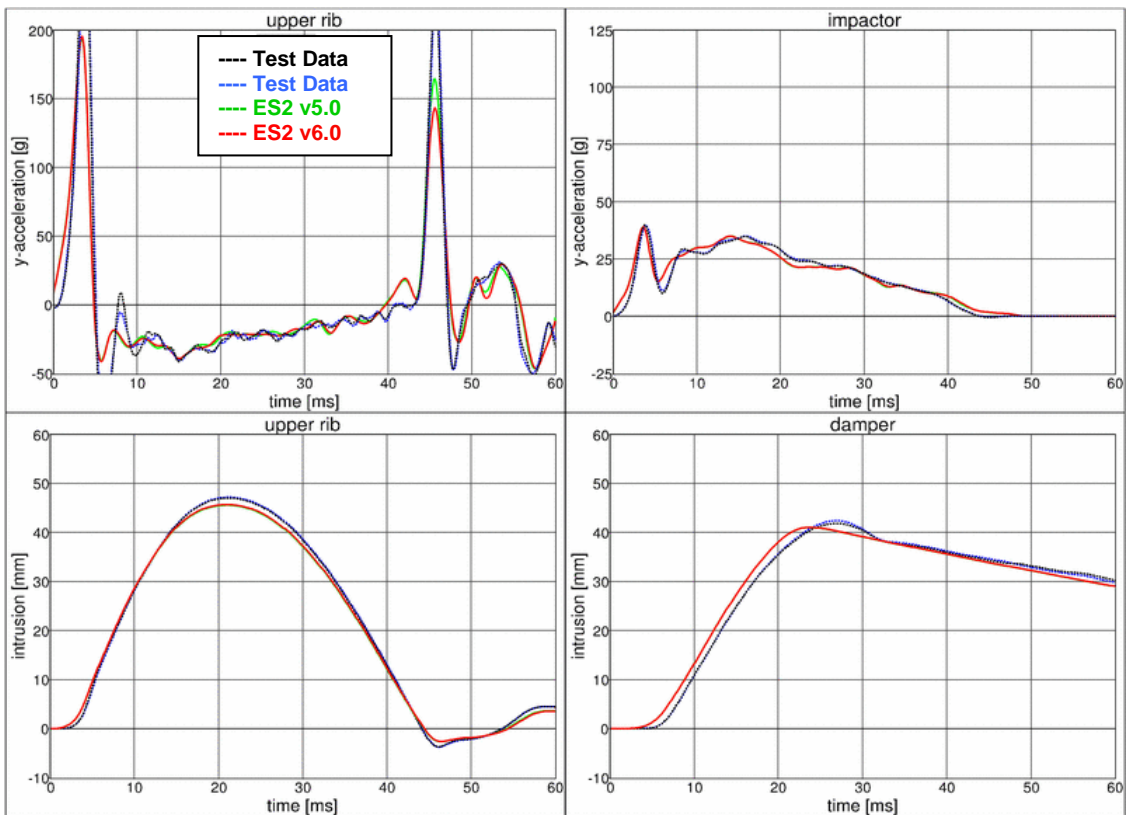 upper rib
200
150
100
50
0
-50
y-acceleration [g]
0 10 20 30 40 50 60
time [ms]
---- Test Data
---- Test Data
---- ES2 v5.0
---- ES2 v6.0
impactor
125
100
75
50
25
0
-25
y-acceleration [g]
0 10 20 30 40 50 60
time [ms]
upper rib
60
50
40
30
20
10
0
-10
intrusion [mm]
0 10 20 30 40 50 60
time [ms]
damper
60
50
40
30
20
10
0
-10
intrusion [mm]
0 10 20 30 40 50 60
time [ms]